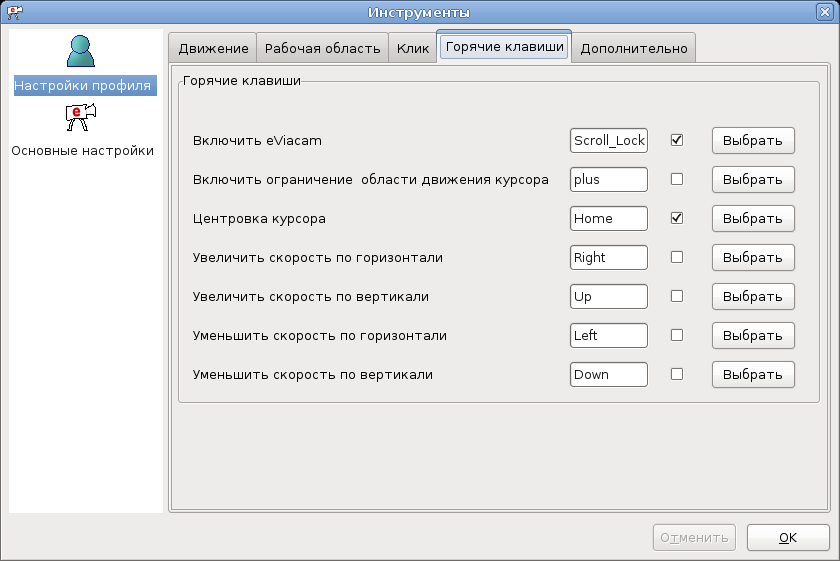 Инструменты
Настройки профиля
e
Основные настройки
Движение Рабочая область Клик Горячие клавиши Дополнительно
Горячие клавиши
Включить eViacam Scroll_Lock Выбрать
Включить ограничение области движения курсора plus Выбрать
Центровка курсора Home Выбрать
Увеличить скорость по горизонтали Right Выбрать
Увеличить скорость по вертикали Up Выбрать
Уменьшить скорость по горизонтали Left Выбрать
Уменьшить скорость по вертикали Down Выбрать
Отменить OK